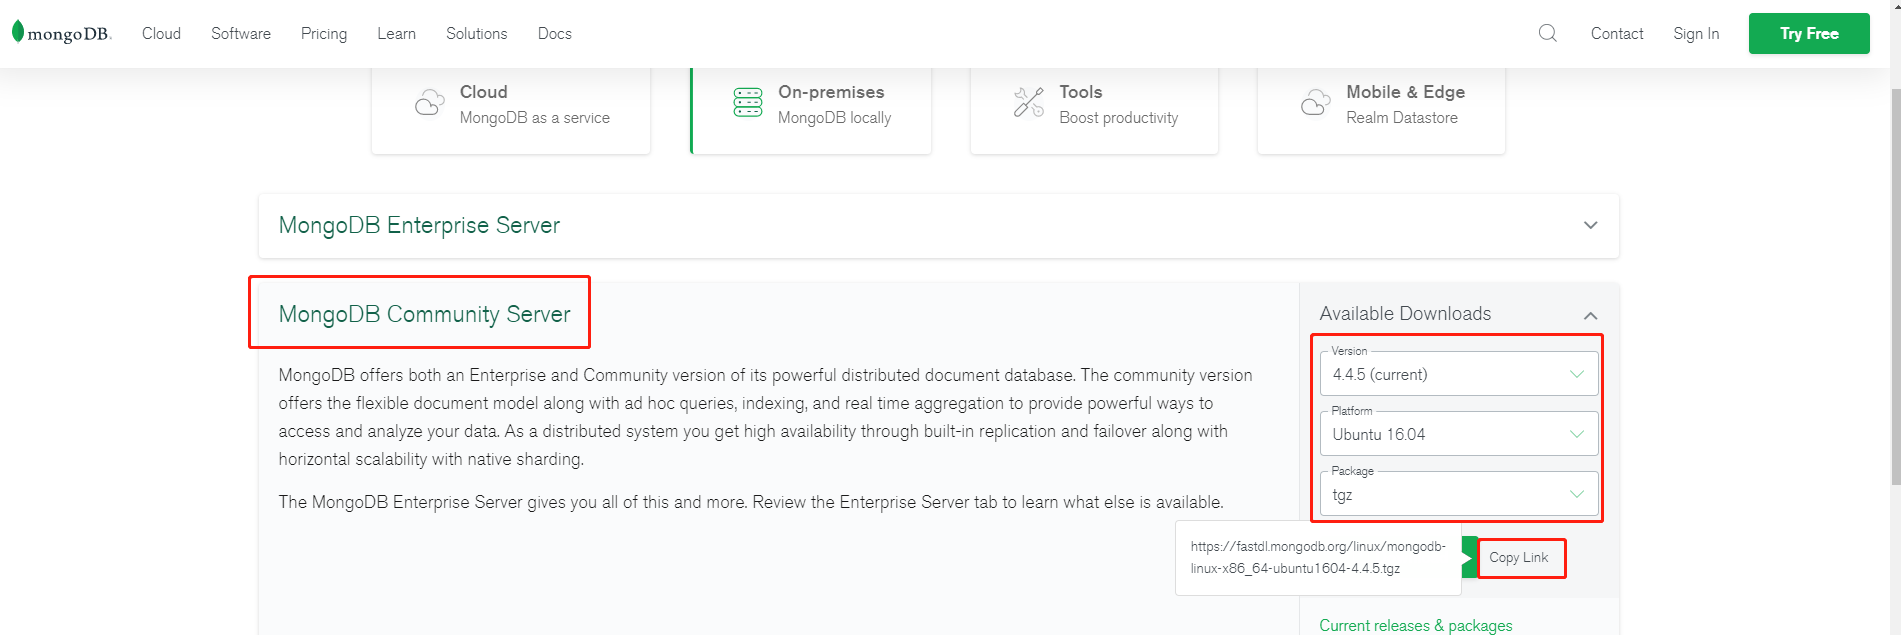 mongoDB.
Cloud Software Pricing Learn Solutions Docs
Contact Sign In Try Free
Cloud
MongoDB as a service
On-premises
MongoDB locally
Tools
Boost productivity
Mobile & Edge
Realm Datastore
MongoDB Enterprise Server
MongoDB Community Server
MongoDB offers both an Enterprise and Community version of its powerful distributed document database. The community version
offers the flexible document model along with ad hoc queries, indexing, and real time aggregation to provide powerful ways to
access and analyze your data. As a distributed system you get high availability through built-in replication and failover along with
horizontal scalability with native sharding.
The MongoDB Enterprise Server gives you all of this and more. Review the Enterprise Server tab to learn what else is available.
Available Downloads
Version
4.4.5 (current)
Platform
Ubuntu 16.04
Package
tgz
https://fastdl.mongodb.org/linux/mongodb-
linux-x86_64-ubuntu1604-4.4.5.tgz
Copy Link
Current releases & packages